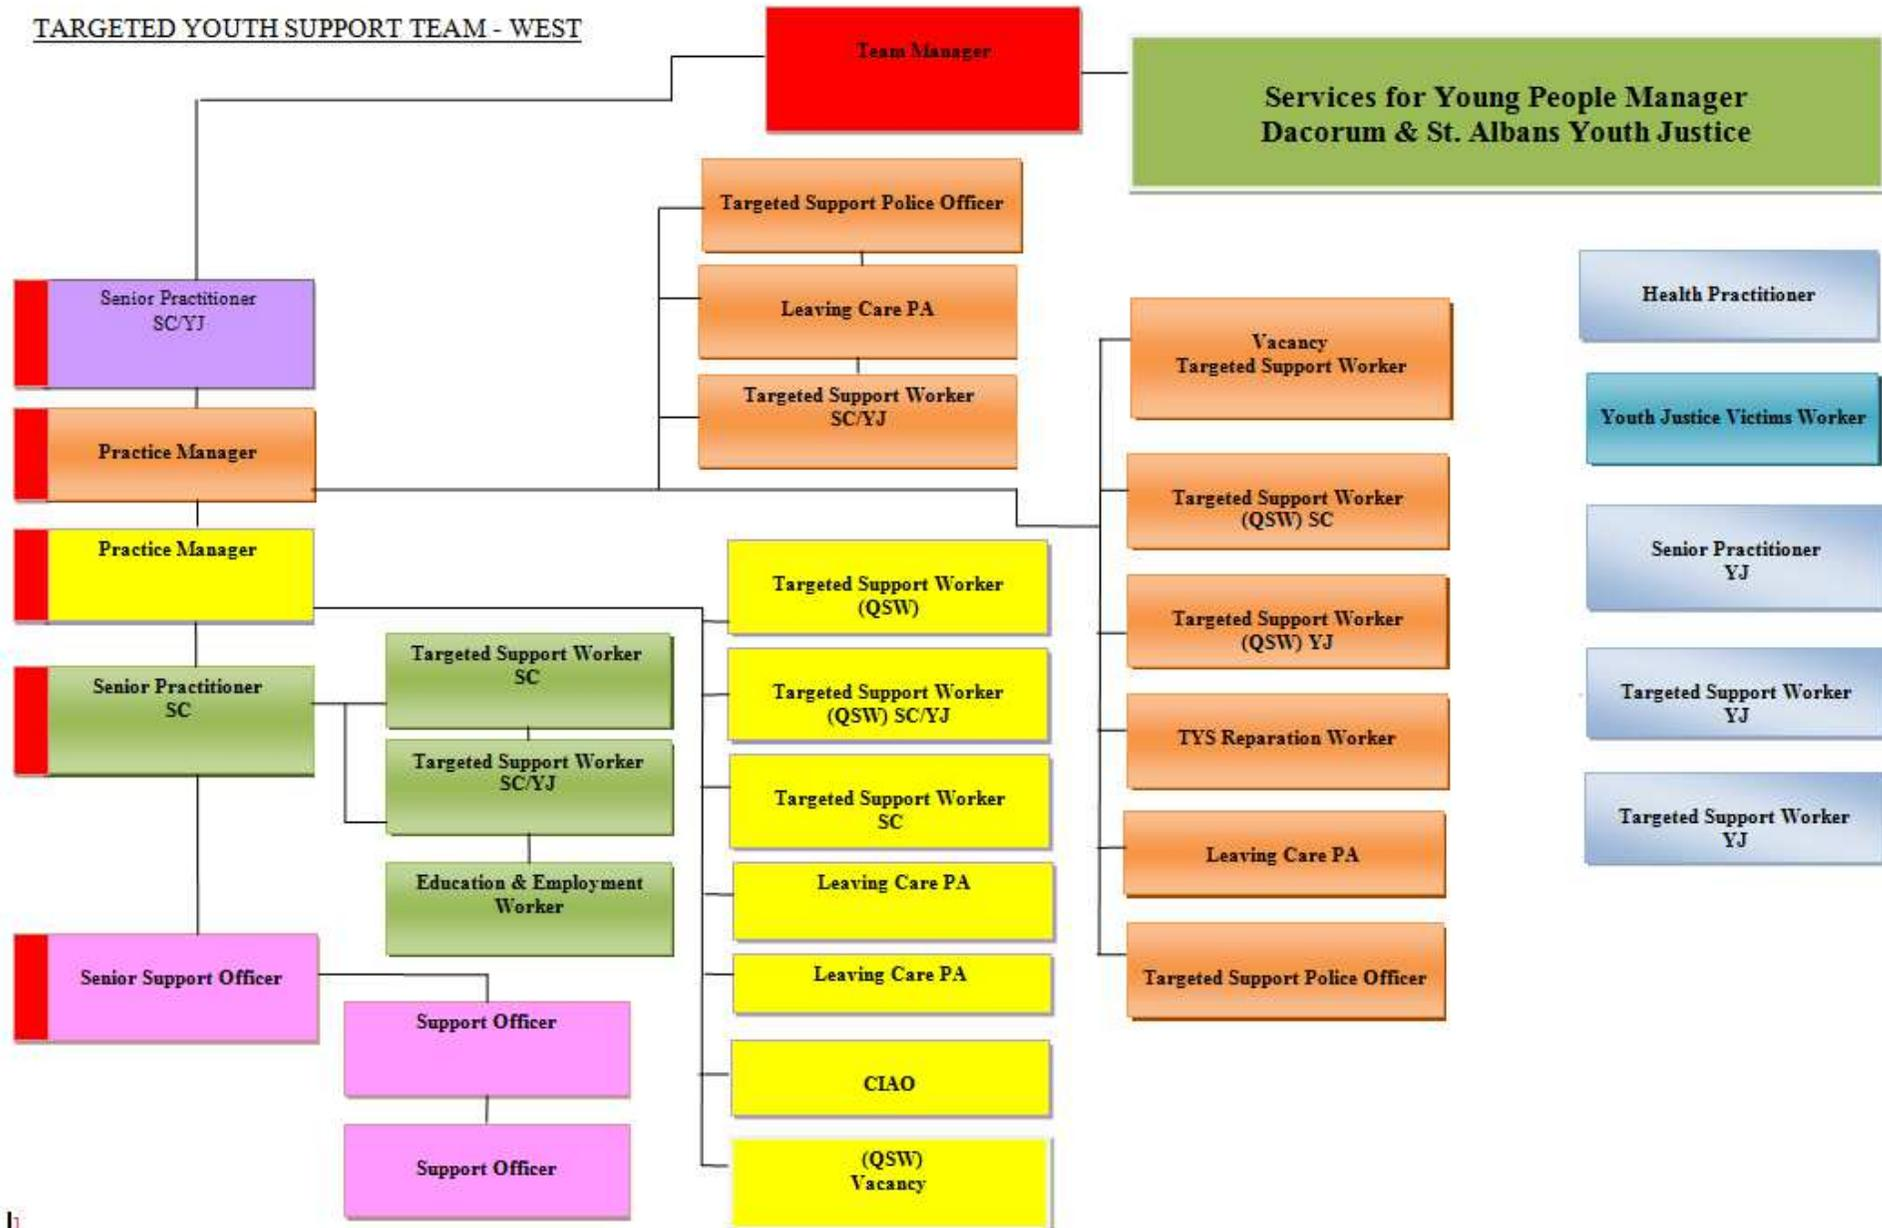 TARGETED YOUTH SUPPORT TEAM - WEST
Team Manager
Services for Young People Manager
Dacorum & St. Albans Youth Justice
Senior Practitioner
SC/YJ
Practice Manager
Practice Manager
Senior Practitioner
SC
Senior Support Officer
Targeted Support Worker
SC
Targeted Support Worker
SC/YJ
Education & Employment
Worker
Support Officer
Support Officer
Targeted Support Police Officer
Leaving Care PA
Targeted Support Worker
SC/YJ
Targeted Support Worker
(QSW)
Targeted Support Worker
(QSW) SC/YJ
Targeted Support Worker
SC
Leaving Care PA
Leaving Care PA
CIAO
(QSW)
Vacancy
Vacancy
Targeted Support Worker
Targeted Support Worker
(QSW) SC
Targeted Support Worker
(QSW) YJ
TYS Reparation Worker
Leaving Care PA
Targeted Support Police Officer
Health Practitioner
Youth Justice Victims Worker
Senior Practitioner
YJ
Targeted Support Worker
YJ
Targeted Support Worker
YJ